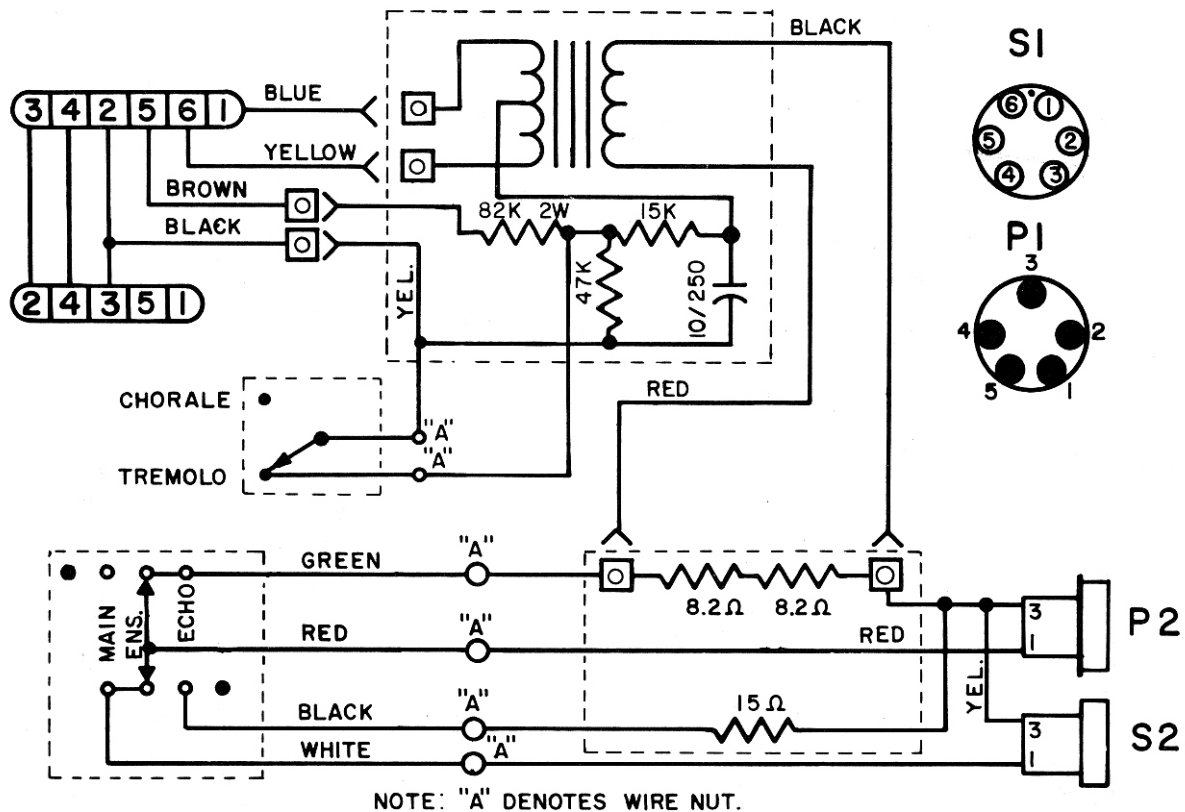 BLACK
S1
6 1
5 2
4 3
BLUE
3 4 2 5 6 1
YELLOW
BROWN
82K 2W 15K
BLACK
P1
3
4 2
5 1
YEL.
47K
10/250
2 4 3 5 1
RED
CHORALE
"A"
"A"
TREMOLO
GREEN
"A"
8.2Ω 8.2Ω
MAIN
ENS.
ECHO
RED
"A"
RED
3
1
P2
YEL.
15Ω
BLACK
"A"
WHITE
"A"
3
1
S2
NOTE: "A" DENOTES WIRE NUT.